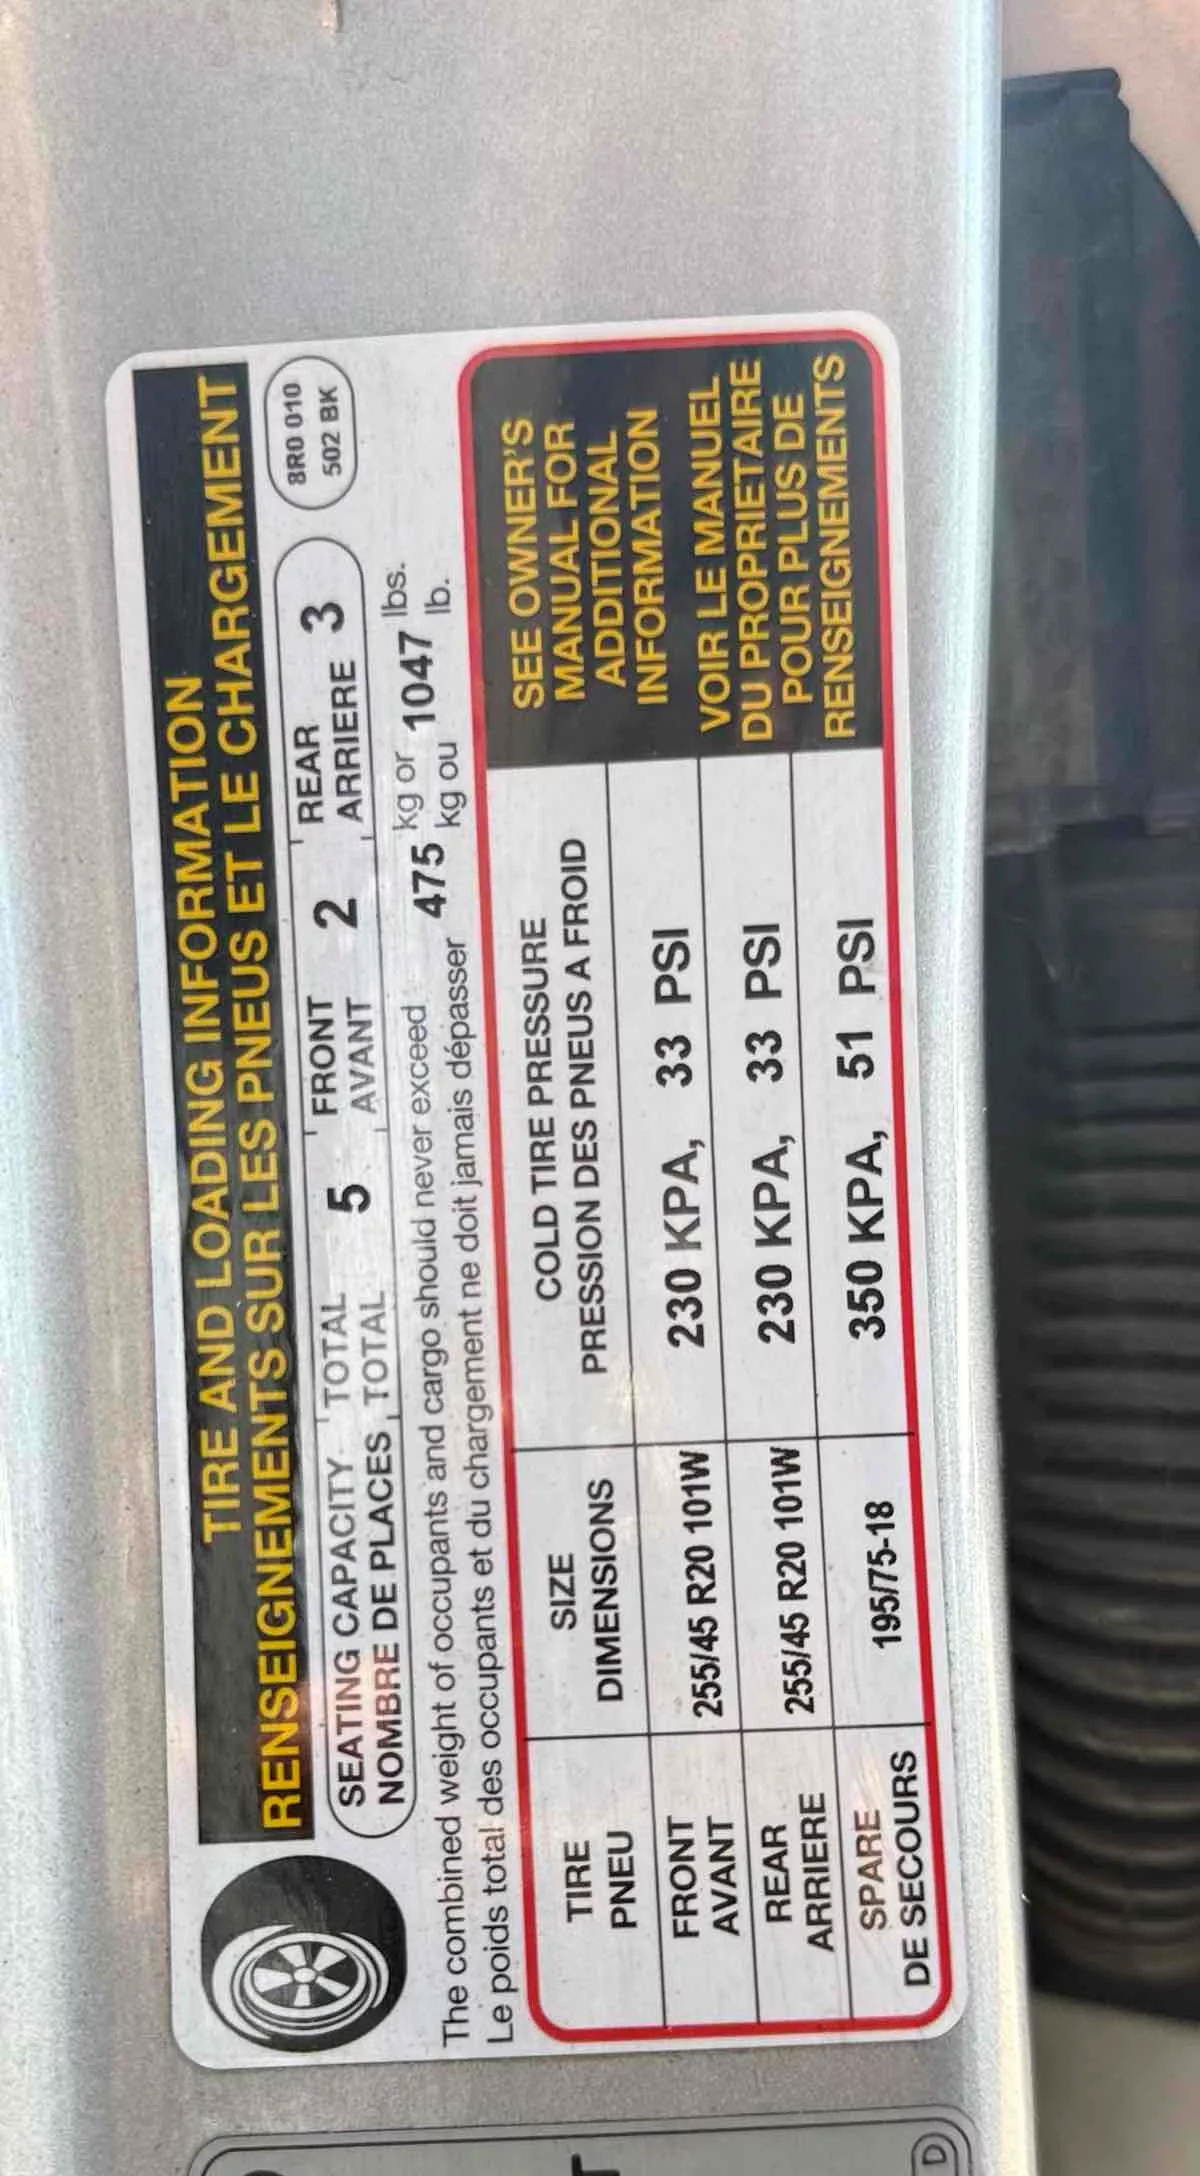 TIRE AND LOADING INFORMATION
RENSEIGNEMENTS SUR LES PNEUS ET LE CHARGEMENT
SEATING CAPACITY TOTAL 5 FRONT 2 REAR 3
NOMBRE DE PLACES TOTAL AVANT ARRIERE
8R0 010
502 BK
The combined weight of occupants and cargo should never exceed 475 kg or 1047 lbs.
Le poids total des occupants et du chargement ne doit jamais dépasser kg ou lb.
TIRE SIZE COLD TIRE PRESSURE
PNEU DIMENSIONS PRESSION DES PNEUS A FROID
FRONT 255/45 R20 101W 230 KPA, 33 PSI
AVANT
REAR 255/45 R20 101W 230 KPA, 33 PSI
ARRIERE
SPARE 195/75-18 350 KPA, 51 PSI
DE SECOURS
SEE OWNER'S
MANUAL FOR
ADDITIONAL
INFORMATION
VOIR LE MANUEL
DU PROPRIETAIRE
POUR PLUS DE
RENSEIGNEMENTS